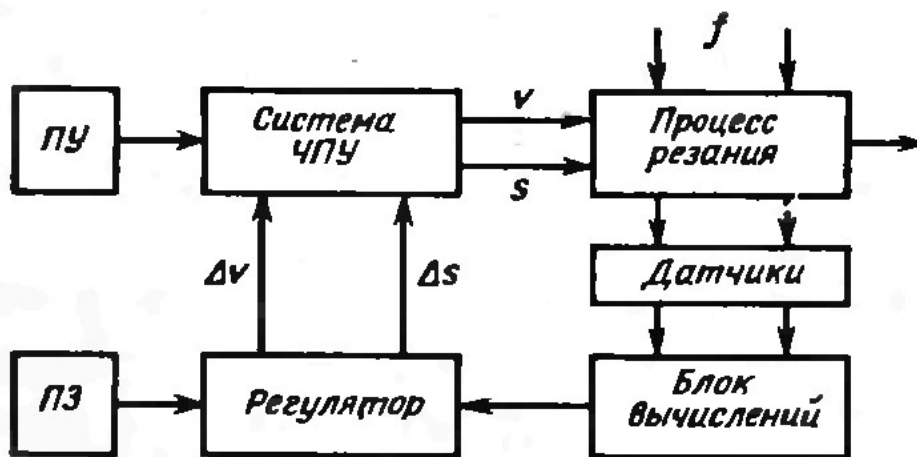 f
ПУ
Система
ЧПУ
v
s
Процесс
резания
Δv
Δs
Датчики
ПЗ
Регулятор
Блок
вычислений